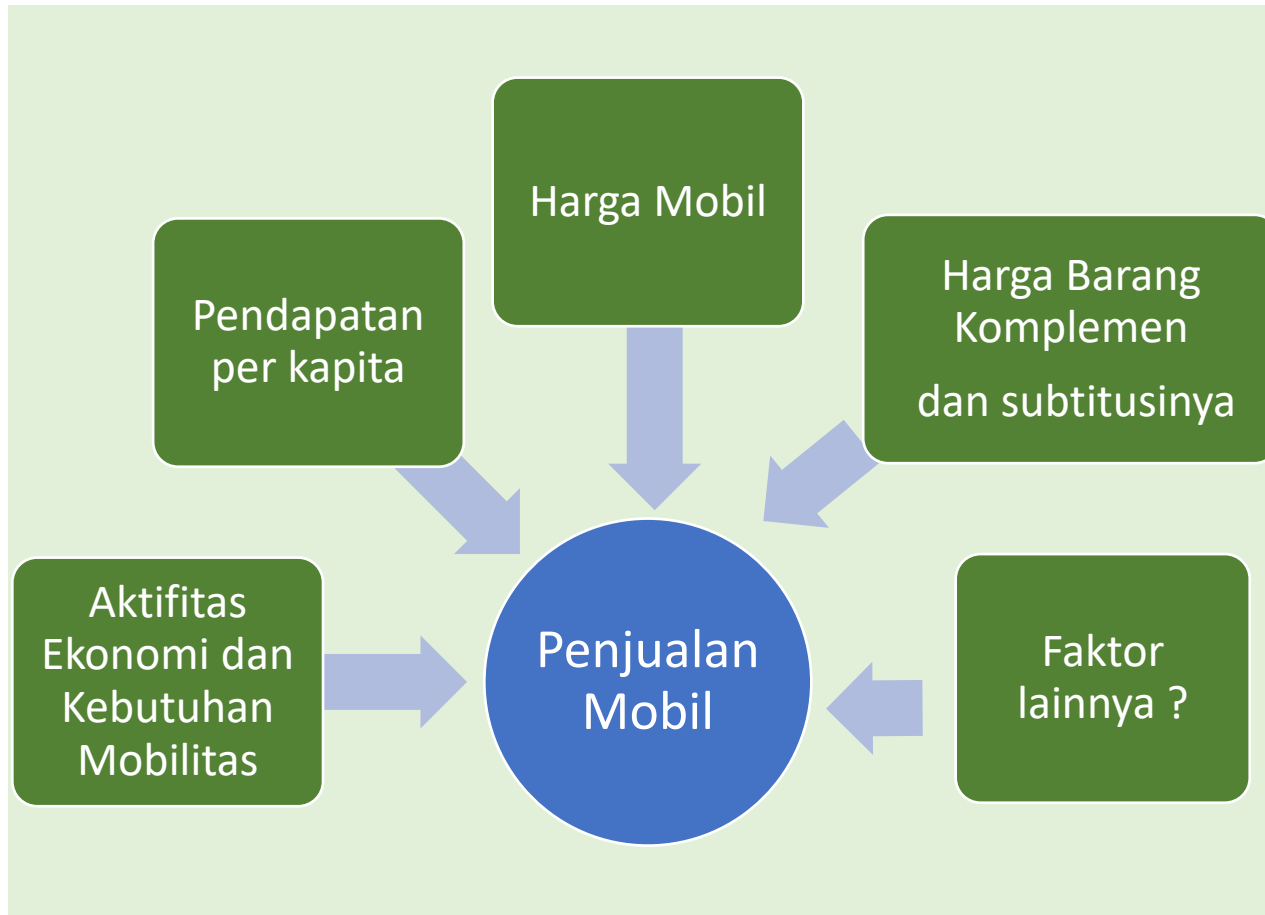 Harga Mobil
Pendapatan
per kapita
Harga Barang
Komplemen
dan subtitusinya
Aktifitas
Ekonomi dan
Kebutuhan
Mobilitas
Penjualan
Mobil
Faktor
lainnya ?